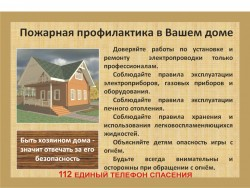 Пожарная профилактика в Вашем доме
Доверяйте работы по установке и
ремонту электропроводки только
профессионалам.
Соблюдайте правила эксплуатации
электроприборов, газовых приборов и
оборудования.
Соблюдайте правила эксплуатации
печного отопления.
Соблюдайте правила хранения и
использования легковоспламеняющихся
жидкостей.
Объясняйте детям опасность игры с
огнём.
Будьте всегда внимательны и
осторожны при обращении с огнём.
Быть хозяином дома -
значит отвечать за его
безопасность
112 ЕДИНЫЙ ТЕЛЕФОН СПАСЕНИЯ